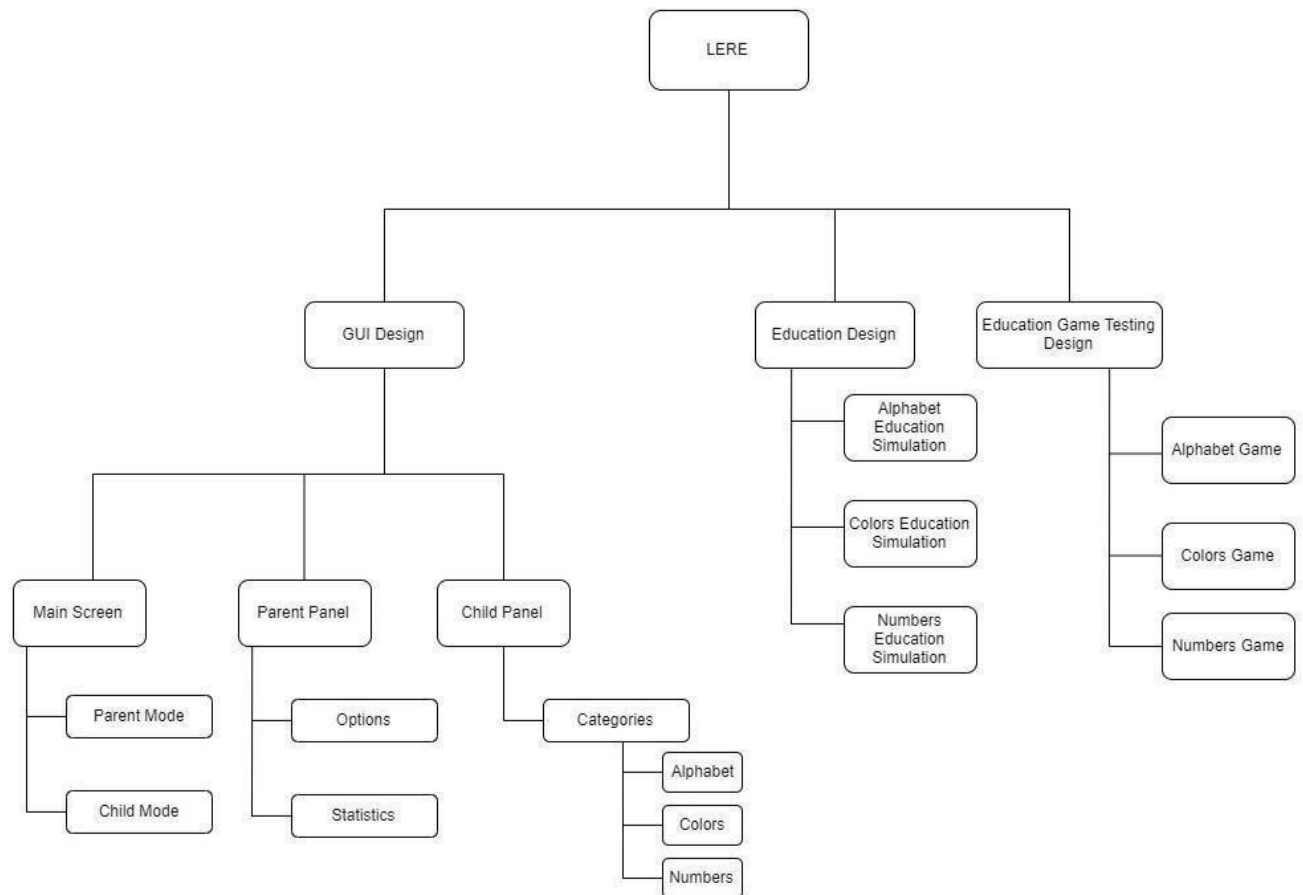 LERE
GUI Design
Education Design
Education Game Testing
Design
Alphabet
Education
Simulation
Alphabet Game
Colors Education
Simulation
Colors Game
Main Screen
Parent Panel
Child Panel
Numbers
Education
Simulation
Numbers Game
Parent Mode
Options
Categories
Alphabet
Child Mode
Statistics
Colors
Numbers